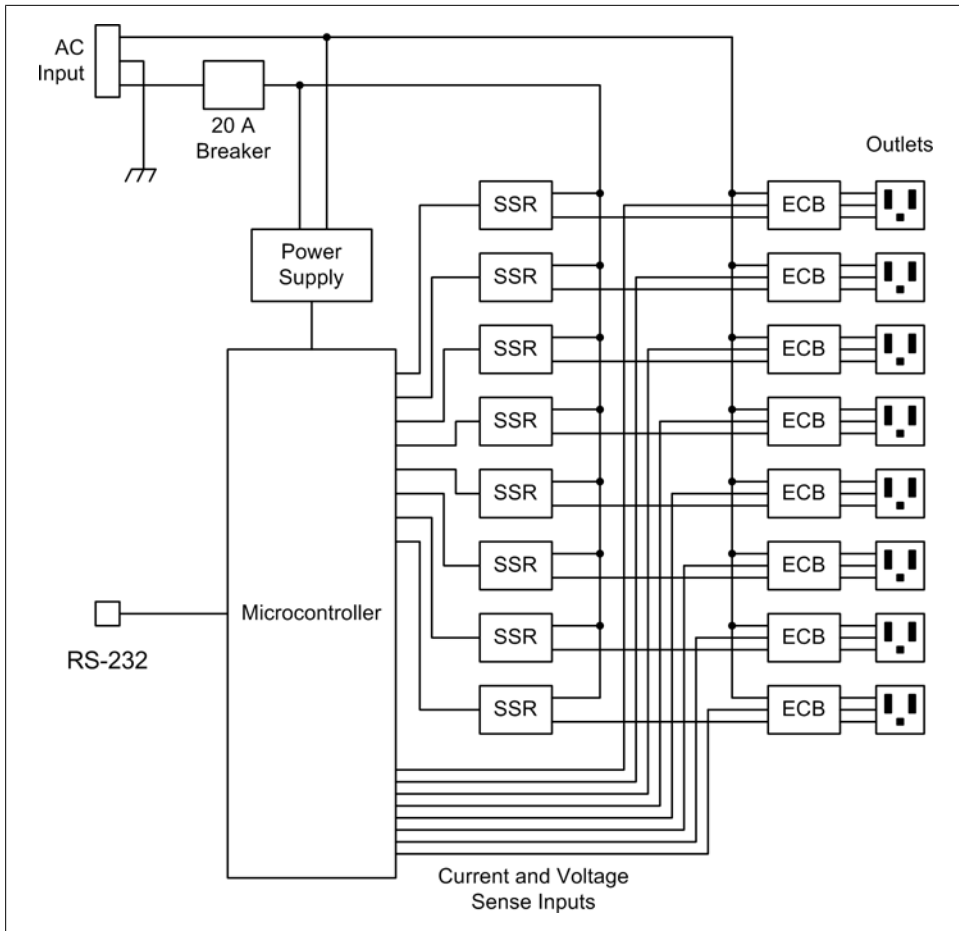 AC
Input
20 A
Breaker
Outlets
Power
Supply
SSR
ECB
SSR
ECB
SSR
ECB
SSR
ECB
SSR
ECB
SSR
ECB
SSR
ECB
SSR
ECB
Microcontroller
RS-232
Current and Voltage
Sense Inputs